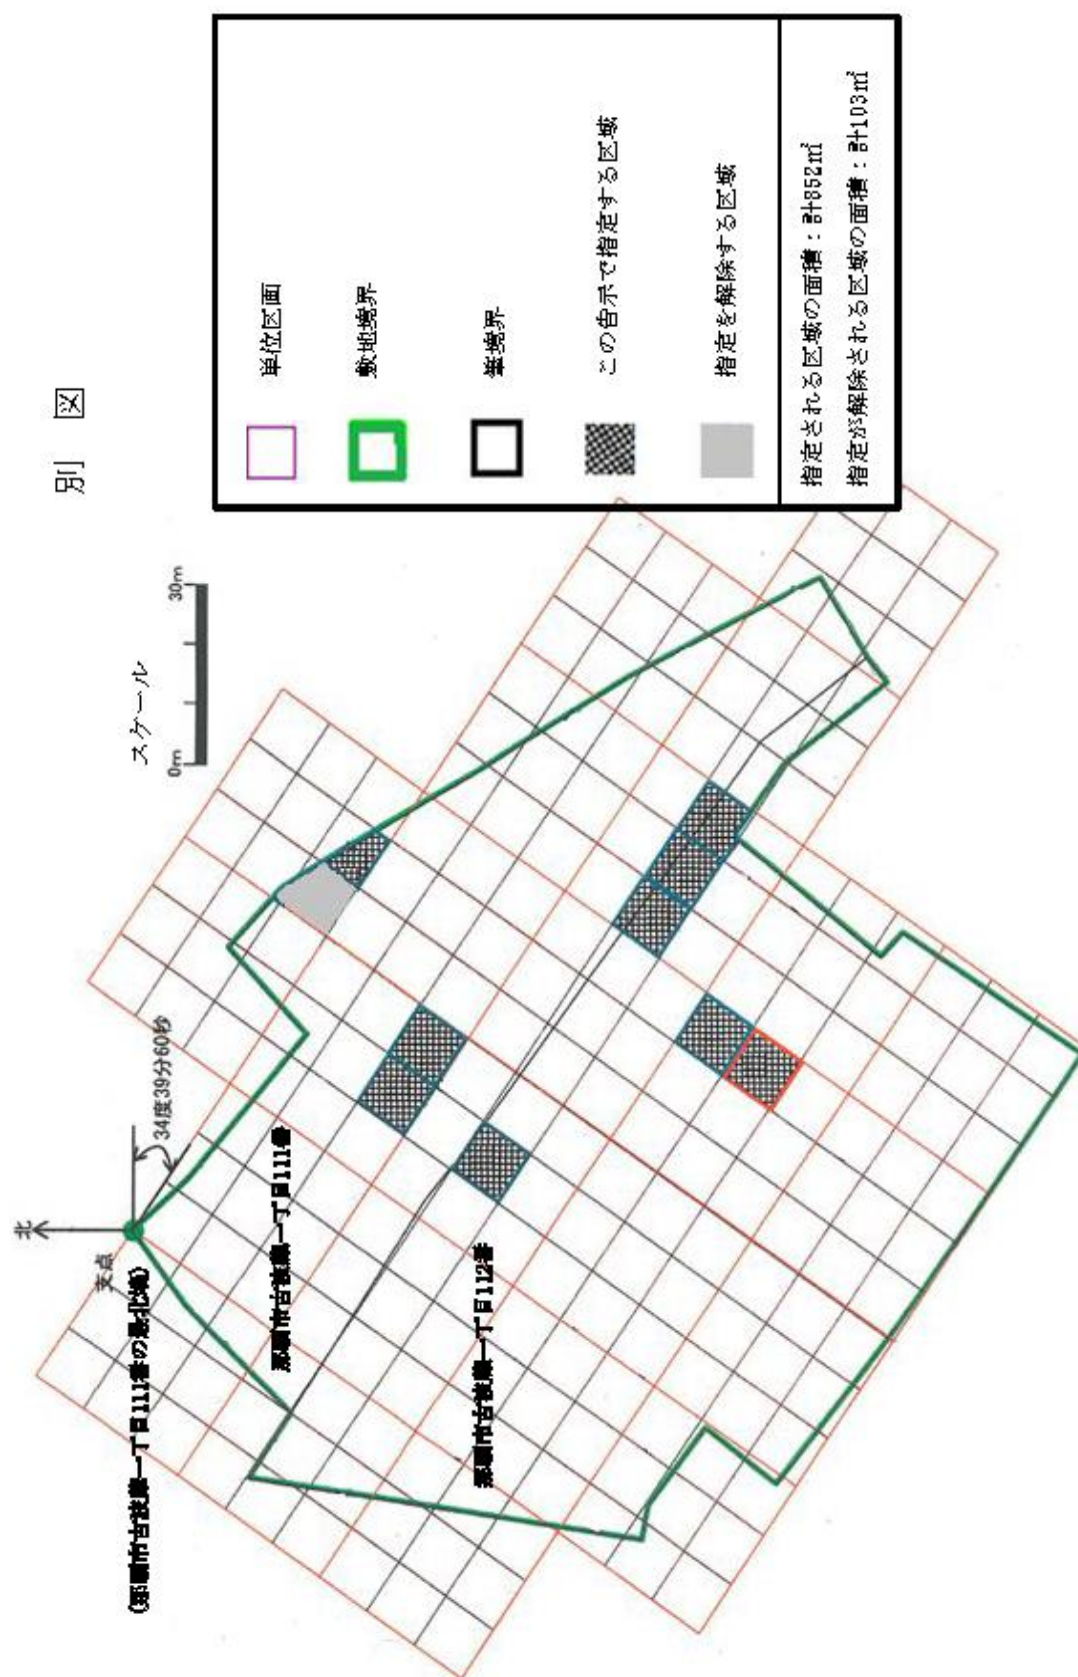 別 図
単位区画
敷地境界
筆境界
この告示で指定する区域
指定を解除する区域
指定される区域の面積：計852㎡
指定が解除される区域の面積：計103㎡
スケール
0m 30m
北
34度39分60秒
支点
(那覇市古波蔵一丁目111番の最北端)
那覇市古波蔵一丁目111番
那覇市古波蔵一丁目112番